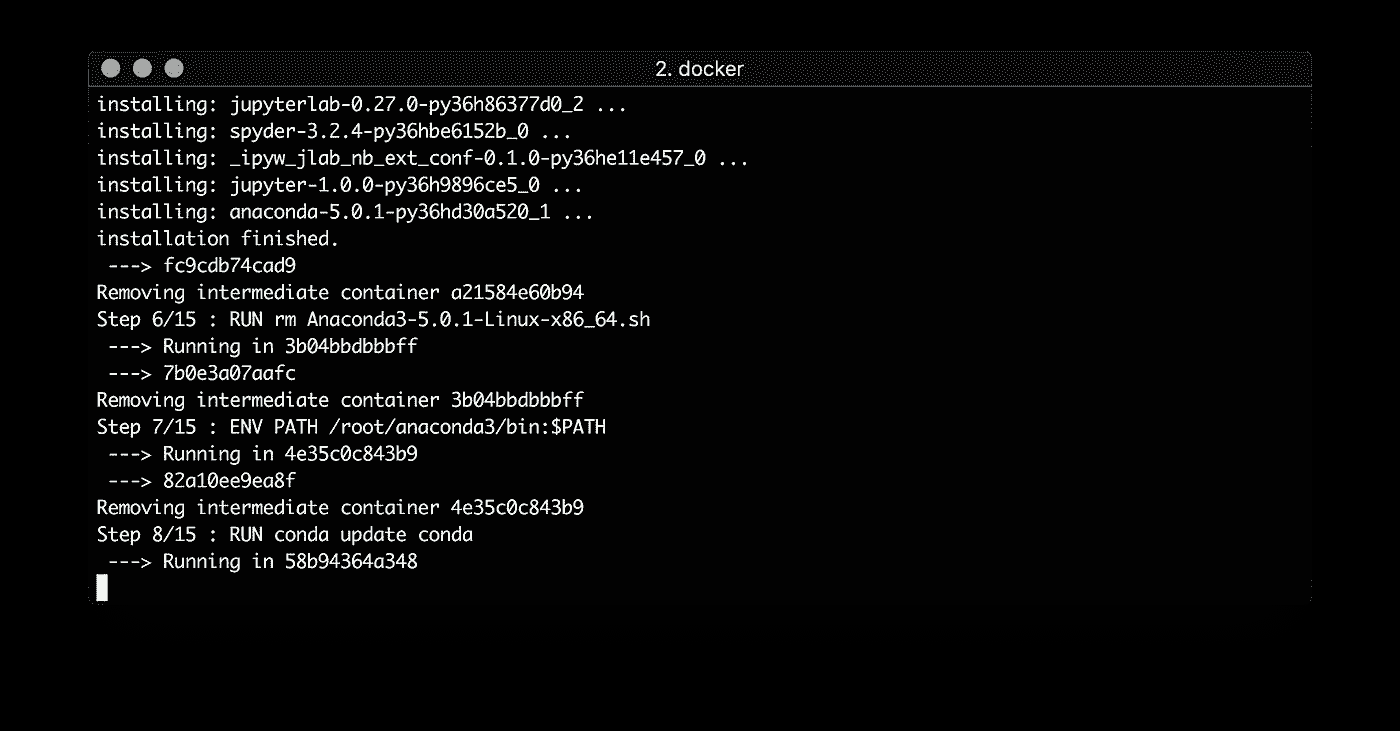 2. docker
installing: jupyterlab-0.27.0-py36h86377d0_2 ...
installing: spyder-3.2.4-py36hbe6152b_0 ...
installing: _ipyw_jlab_nb_ext_conf-0.1.0-py36he11e457_0 ...
installing: jupyter-1.0.0-py36h9896ce5_0 ...
installing: anaconda-5.0.1-py36hd30a520_1 ...
installation finished.
 ---> fc9cdb74cad9
Removing intermediate container a21584e60b94
Step 6/15 : RUN rm Anaconda3-5.0.1-Linux-x86_64.sh
 ---> Running in 3b04bbdbbbff
 ---> 7b0e3a07aafc
Removing intermediate container 3b04bbdbbbff
Step 7/15 : ENV PATH /root/anaconda3/bin:$PATH
 ---> Running in 4e35c0c843b9
 ---> 82a10ee9ea8f
Removing intermediate container 4e35c0c843b9
Step 8/15 : RUN conda update conda
 ---> Running in 58b94364a348